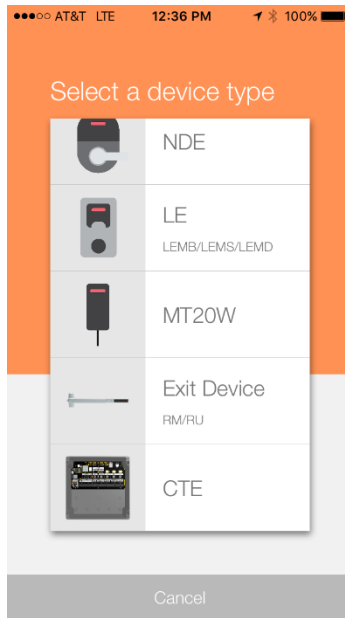 AT&T LTE 12:36 PM 100%
Select a device type
NDE
LE
LEMB/LEMS/LEMD
MT20W
Exit Device
RM/RU
CTE
Cancel